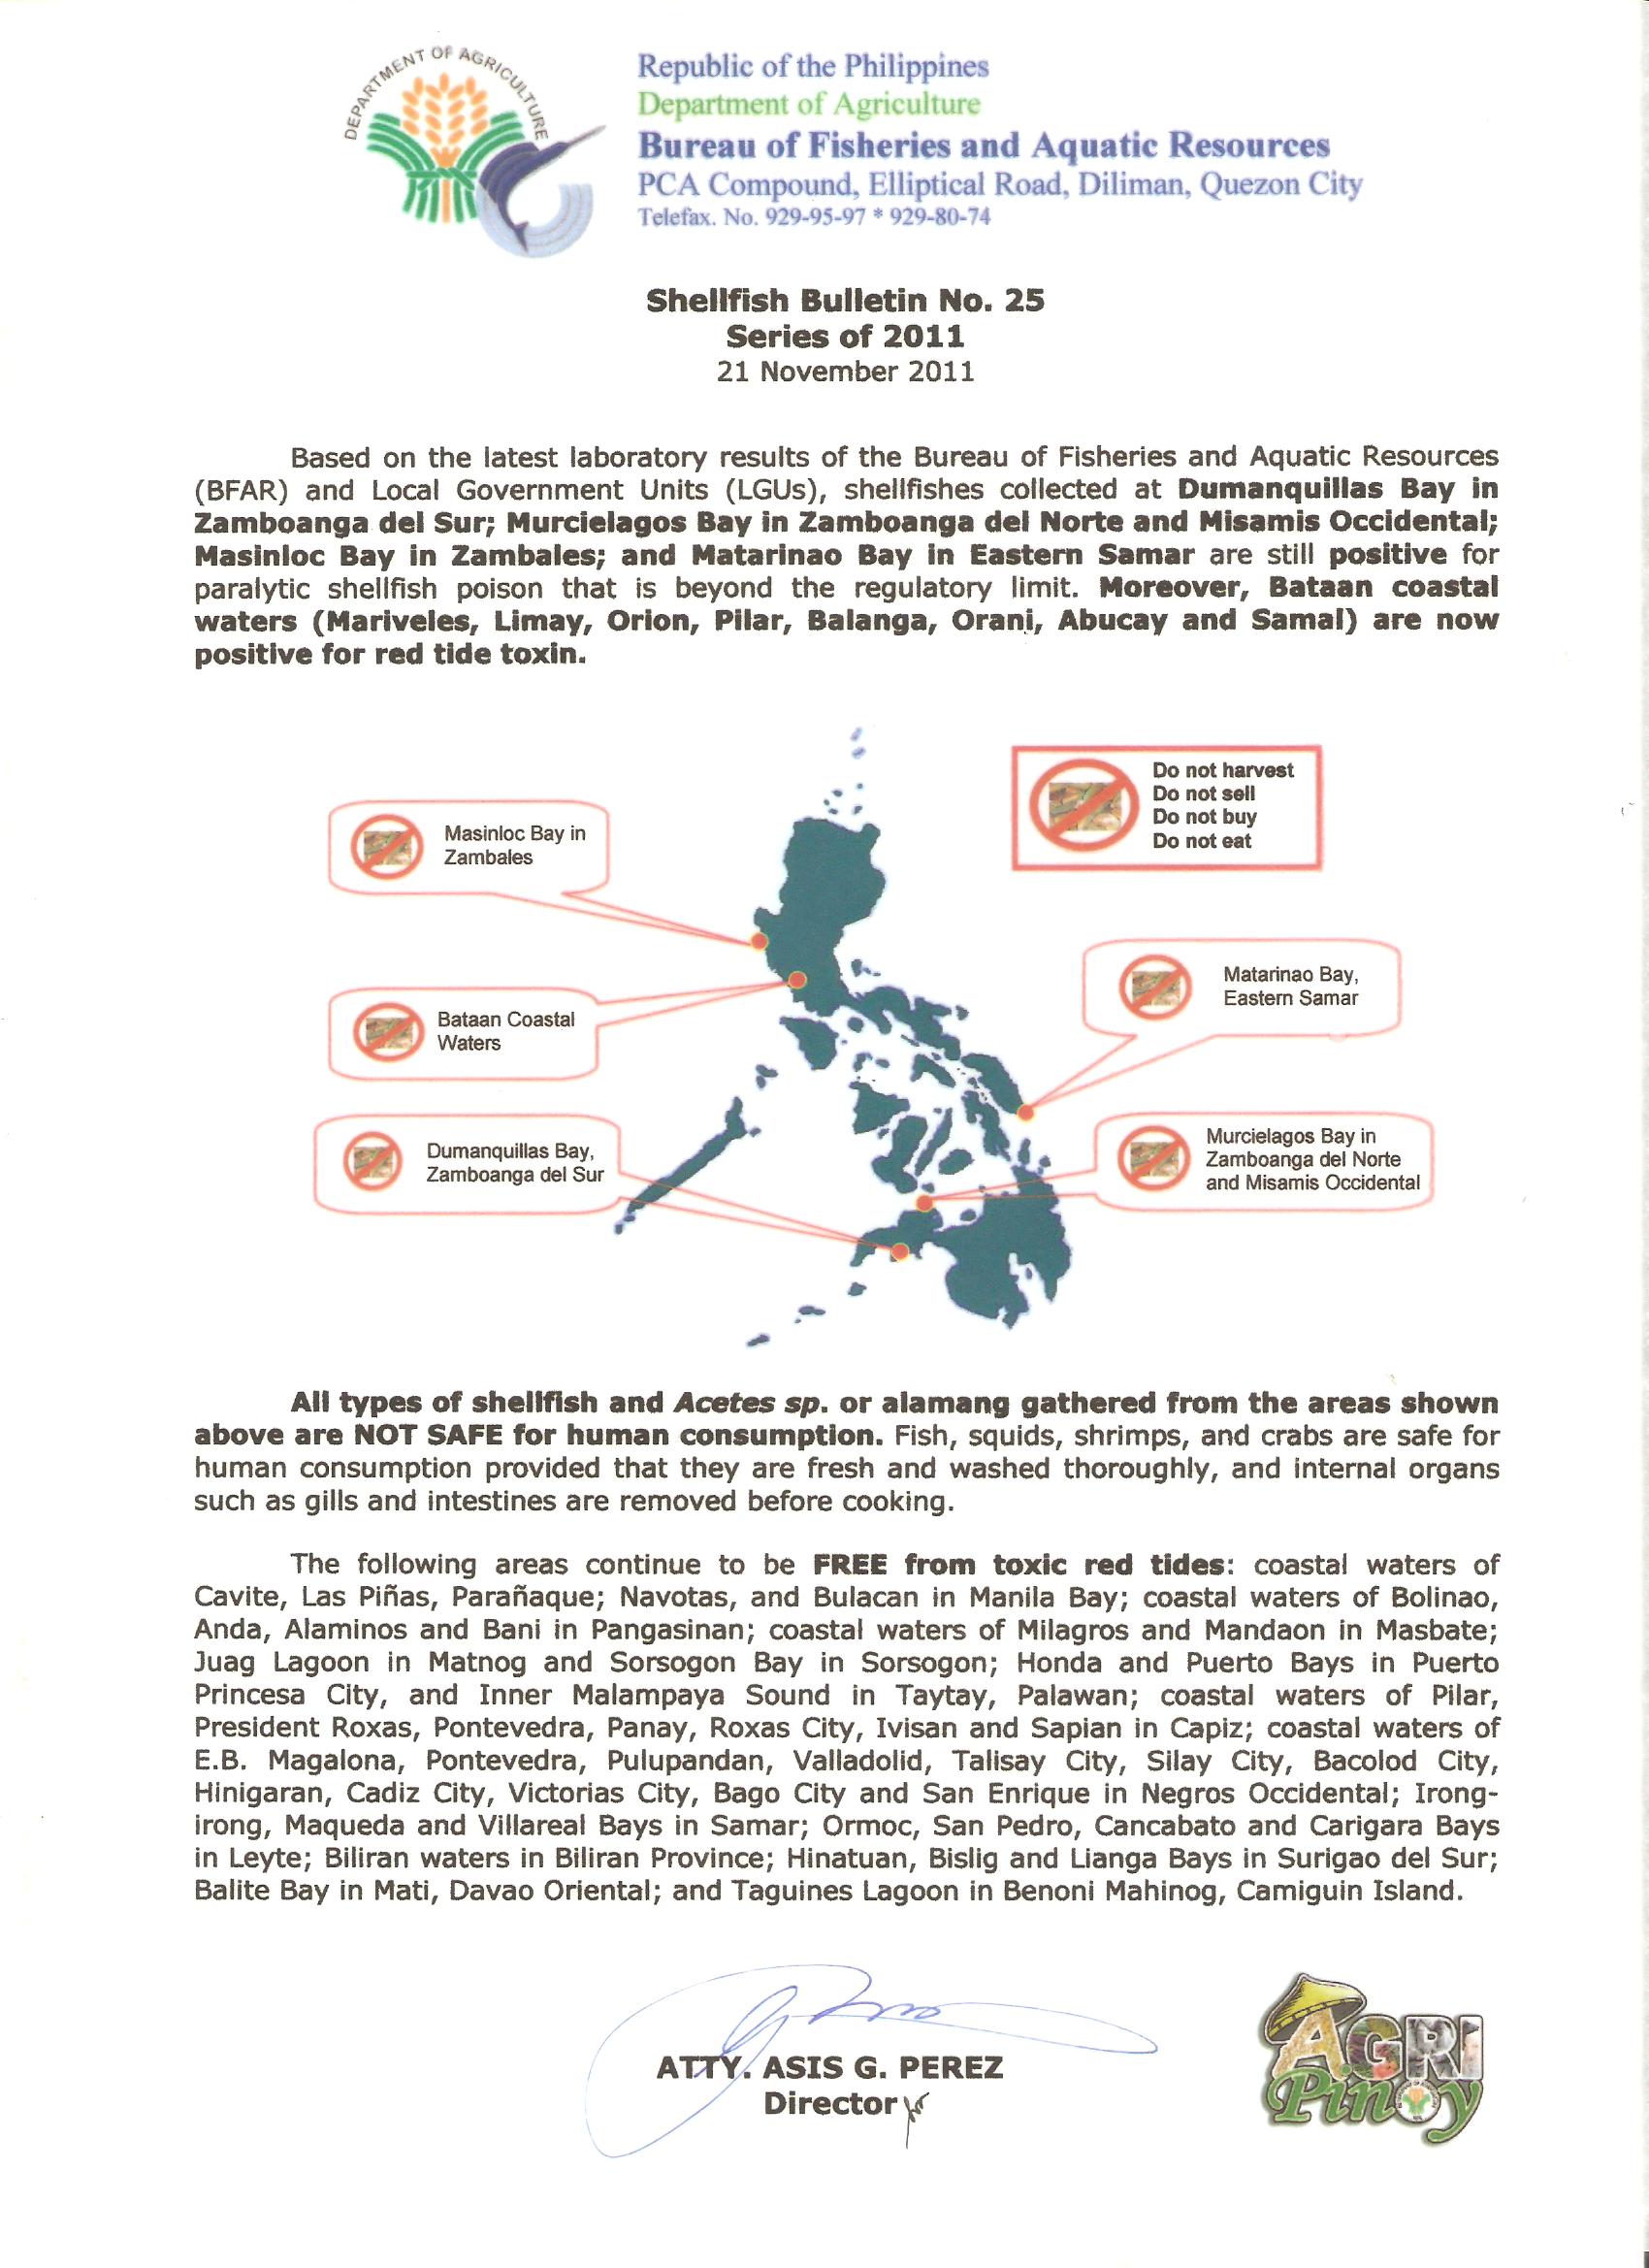 DEPARTMENT OF AGRICULTURE
Republic of the Philippines
Department of Agriculture
Bureau of Fisheries and Aquatic Resources
PCA Compound, Elliptical Road, Diliman, Quezon City
Telefax. No. 929-95-97 * 929-80-74
Shellfish Bulletin No. 25
Series of 2011
21 November 2011
Based on the latest laboratory results of the Bureau of Fisheries and Aquatic Resources
(BFAR) and Local Government Units (LGUs), shellfishes collected at Dumanquillas Bay in
Zamboanga del Sur; Murcielagos Bay in Zamboanga del Norte and Misamis Occidental;
Masinloc Bay in Zambales; and Matarinao Bay in Eastern Samar are still positive for
paralytic shellfish poison that is beyond the regulatory limit. Moreover, Bataan coastal
waters (Mariveles, Limay, Orion, Pilar, Balanga, Orani, Abucay and Samal) are now
positive for red tide toxin.
Do not harvest
Do not sell
Do not buy
Do not eat
Masinloc Bay in
Zambales
Matarinao Bay,
Eastern Samar
Bataan Coastal
Waters
Dumanquillas Bay,
Zamboanga del Sur
Murcielagos Bay in
Zamboanga del Norte
and Misamis Occidental
All types of shellfish and Acetes sp. or alamang gathered from the areas shown
above are NOT SAFE for human consumption. Fish, squids, shrimps, and crabs are safe for
human consumption provided that they are fresh and washed thoroughly, and internal organs
such as gills and intestines are removed before cooking.
The following areas continue to be FREE from toxic red tides: coastal waters of
Cavite, Las Piñas, Parañaque; Navotas, and Bulacan in Manila Bay; coastal waters of Bolinao,
Anda, Alaminos and Bani in Pangasinan; coastal waters of Milagros and Mandaon in Masbate;
Juag Lagoon in Matnog and Sorsogon Bay in Sorsogon; Honda and Puerto Bays in Puerto
Princesa City, and Inner Malampaya Sound in Taytay, Palawan; coastal waters of Pilar,
President Roxas, Pontevedra, Panay, Roxas City, Ivisan and Sapian in Capiz; coastal waters of
E.B. Magalona, Pontevedra, Pulupandan, Valladolid, Talisay City, Silay City, Bacolod City,
Hinigaran, Cadiz City, Victorias City, Bago City and San Enrique in Negros Occidental; Irong-
irong, Maqueda and Villareal Bays in Samar; Ormoc, San Pedro, Cancabato and Carigara Bays
in Leyte; Biliran waters in Biliran Province; Hinatuan, Bislig and Lianga Bays in Surigao del Sur;
Balite Bay in Mati, Davao Oriental; and Taguines Lagoon in Benoni Mahinog, Camiguin Island.
ATTY. ASIS G. PEREZ
Director
AGRI
Pinoy